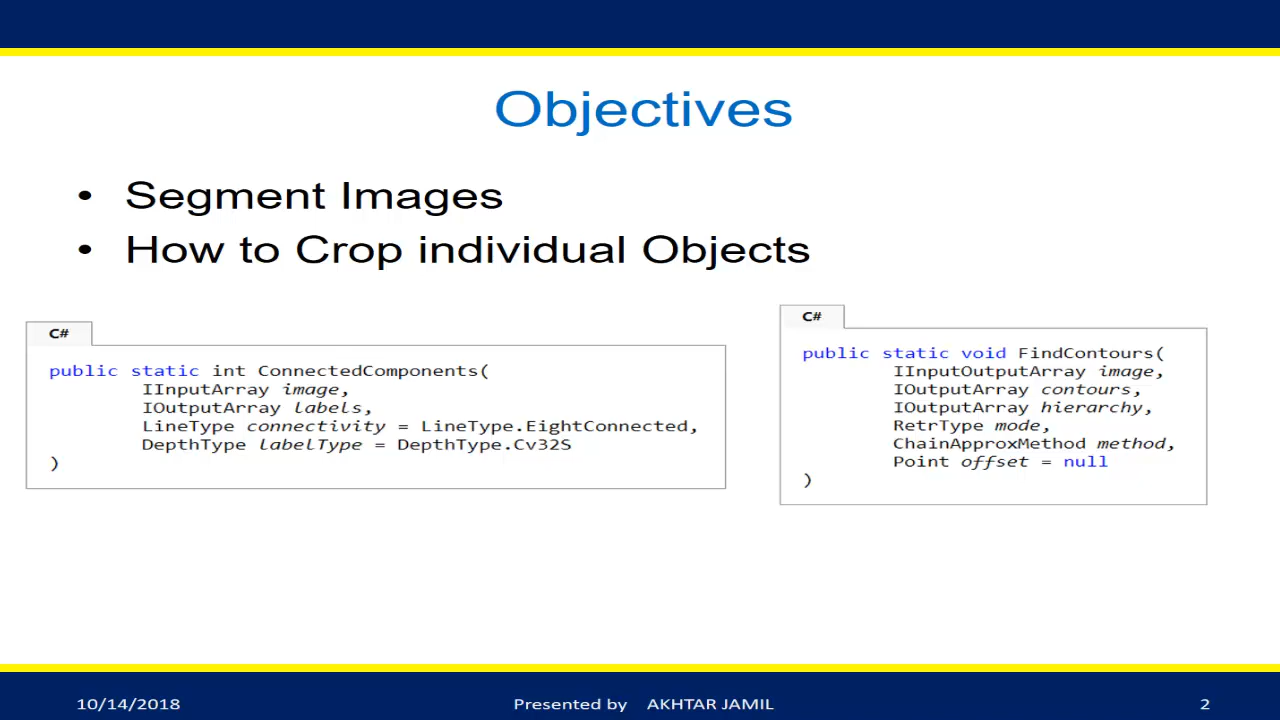 Objectives
• Segment Images
• How to Crop individual Objects
C#
public static int ConnectedComponents(
IInputArray image,
IOutputArray labels,
LineType connectivity = LineType.EightConnected,
DepthType labelType = DepthType.Cv32S
)
C#
public static void FindContours(
IInputOutputArray image,
IOutputArray contours,
IOutputArray hierarchy,
RetrType mode,
ChainApproxMethod method,
Point offset = null
)
10/14/2018
Presented by AKHTAR JAMIL
2